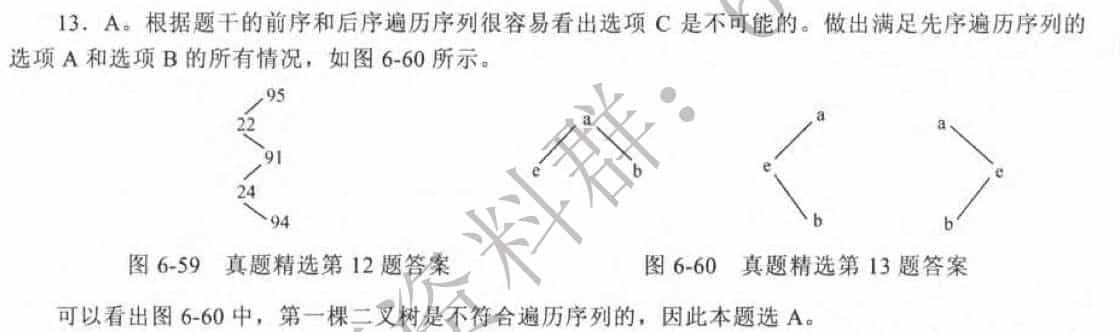 13．A。根据题干的前序和后序遍历序列很容易看出选项 C 是不可能的。做出满足先序遍历序列的
选项 A 和选项 B 的所有情况，如图 6-60 所示。
95
22
91
24
94
a
e
b
a
e
b
a
e
b
图 6-59 真题精选第 12 题答案
图 6-60 真题精选第 13 题答案
可以看出图 6-60 中，第一棵二叉树是不符合遍历序列的，因此本题选 A。
资料群：